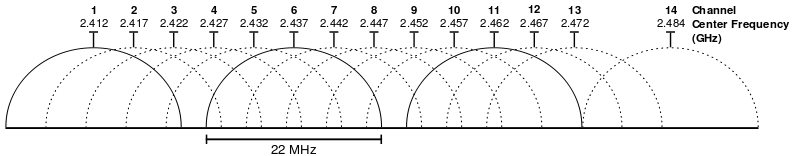 1 2 3 4 5 6 7 8 9 10 11 12 13 14 Channel
2.412 2.417 2.422 2.427 2.432 2.437 2.442 2.447 2.452 2.457 2.462 2.467 2.472 2.484 Center Frequency
(GHz)
22 MHz